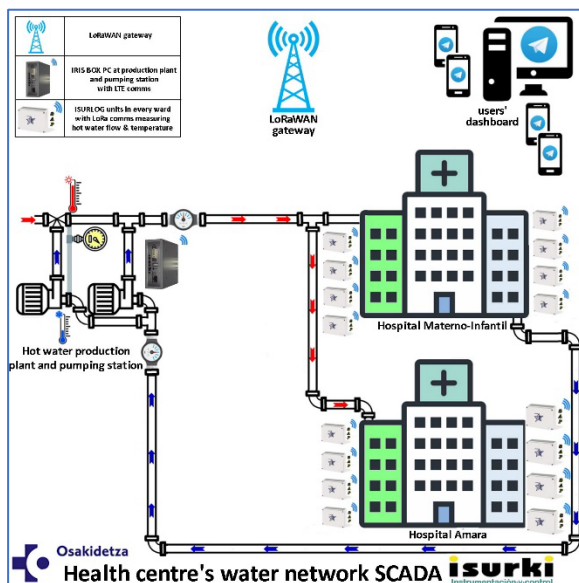 LoRaWAN gateway
IRIS BOX PC at production plant
and pumping station
with LTE comms
ISURLOG units in every ward
with LoRa comms measuring
hot water flow & temperature
LoRaWAN
gateway
users'
dashboard
Hospital Materno-Infantil
Hot water production
plant and pumping station
Hospital Amara
Osakidetza
Health centre's water network SCADA
isurki
Instrumentación y control